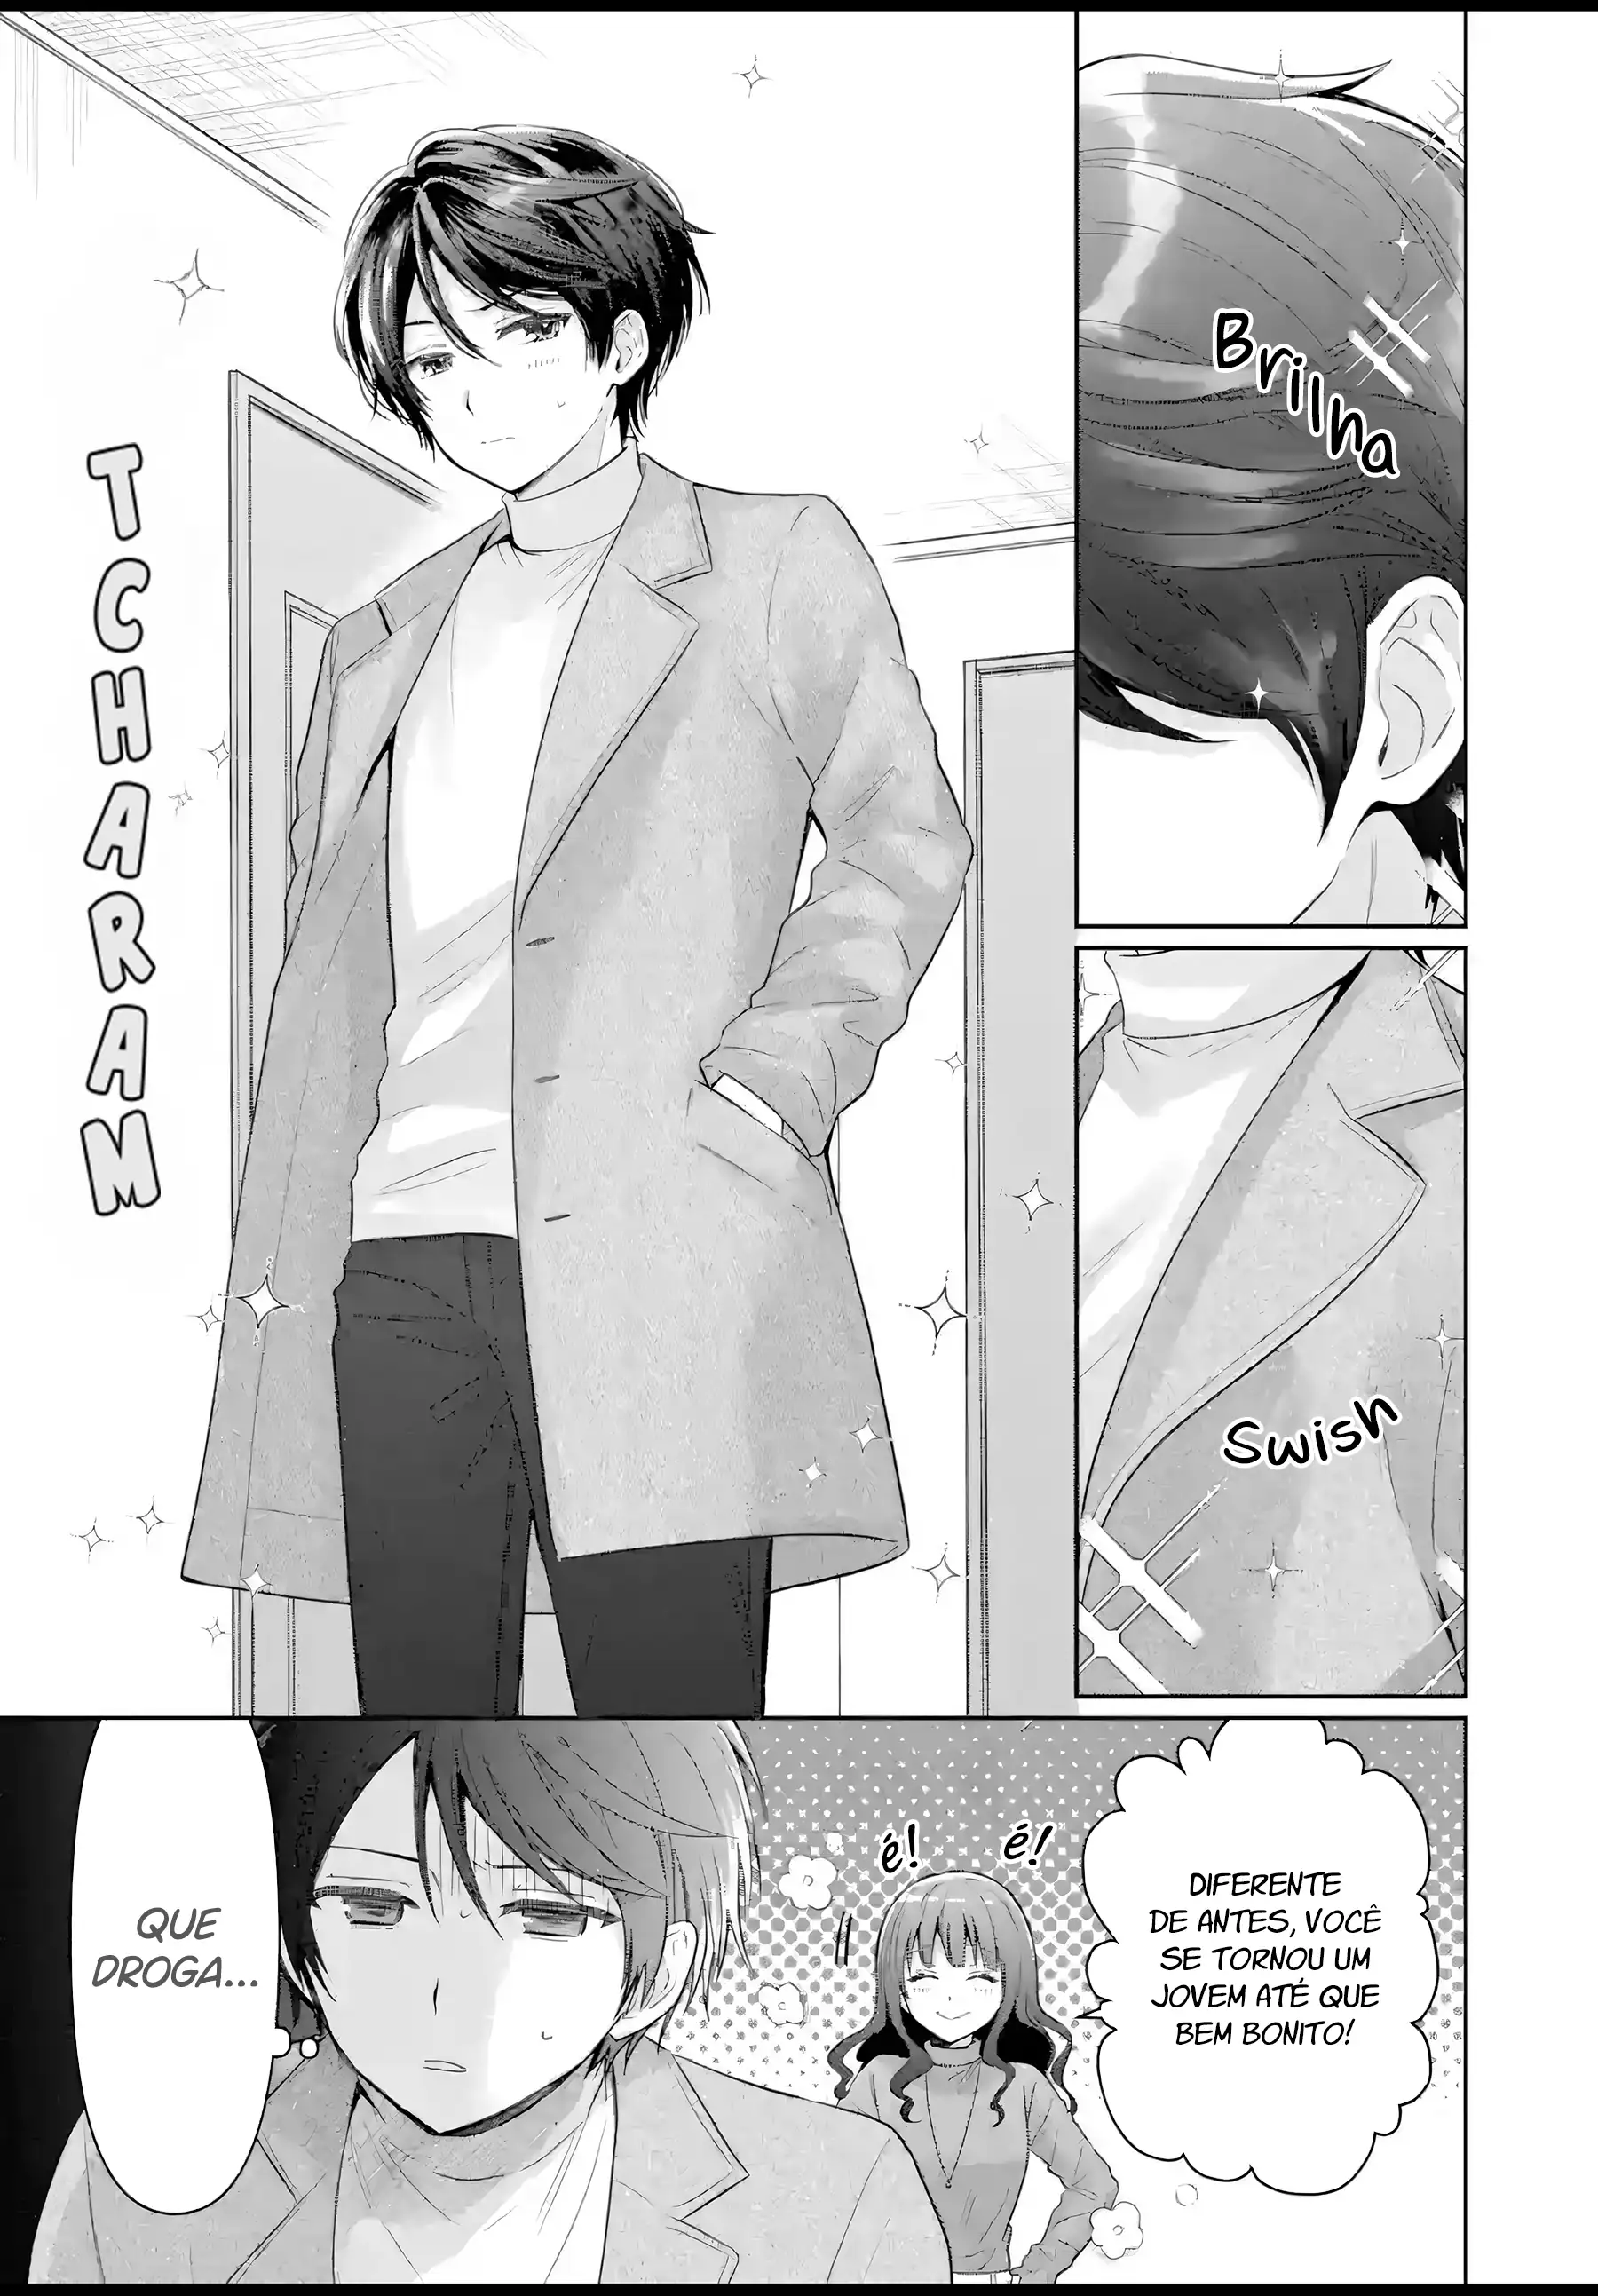 Brilha
Swish
TCHARAM
DIFERENTE
DE ANTES, VOCÊ
SE TORNOU UM
JOVEM ATÉ QUE
BEM BONITO!
é!
é!
QUE
DROGA...